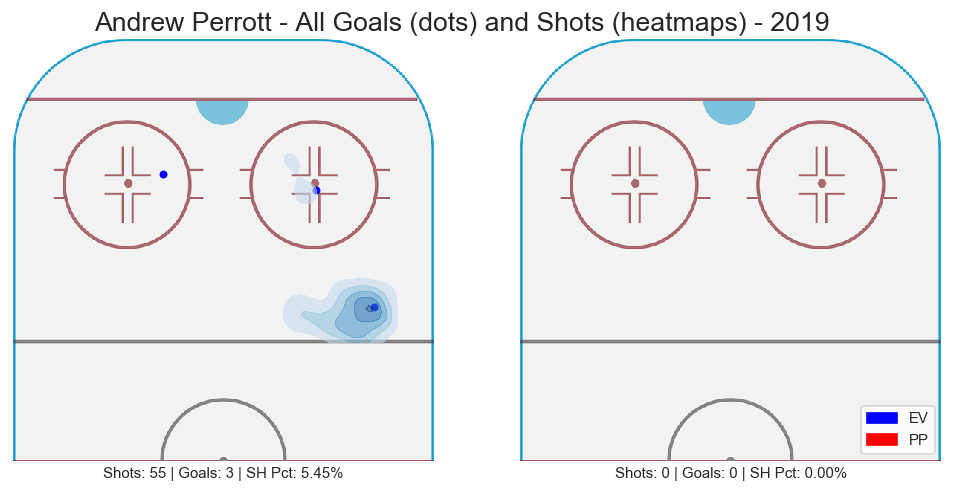 Andrew Perrott - All Goals (dots) and Shots (heatmaps) - 2019
EV
PP
Shots: 55 | Goals: 3 | SH Pct: 5.45%
Shots: 0 | Goals: 0 | SH Pct: 0.00%